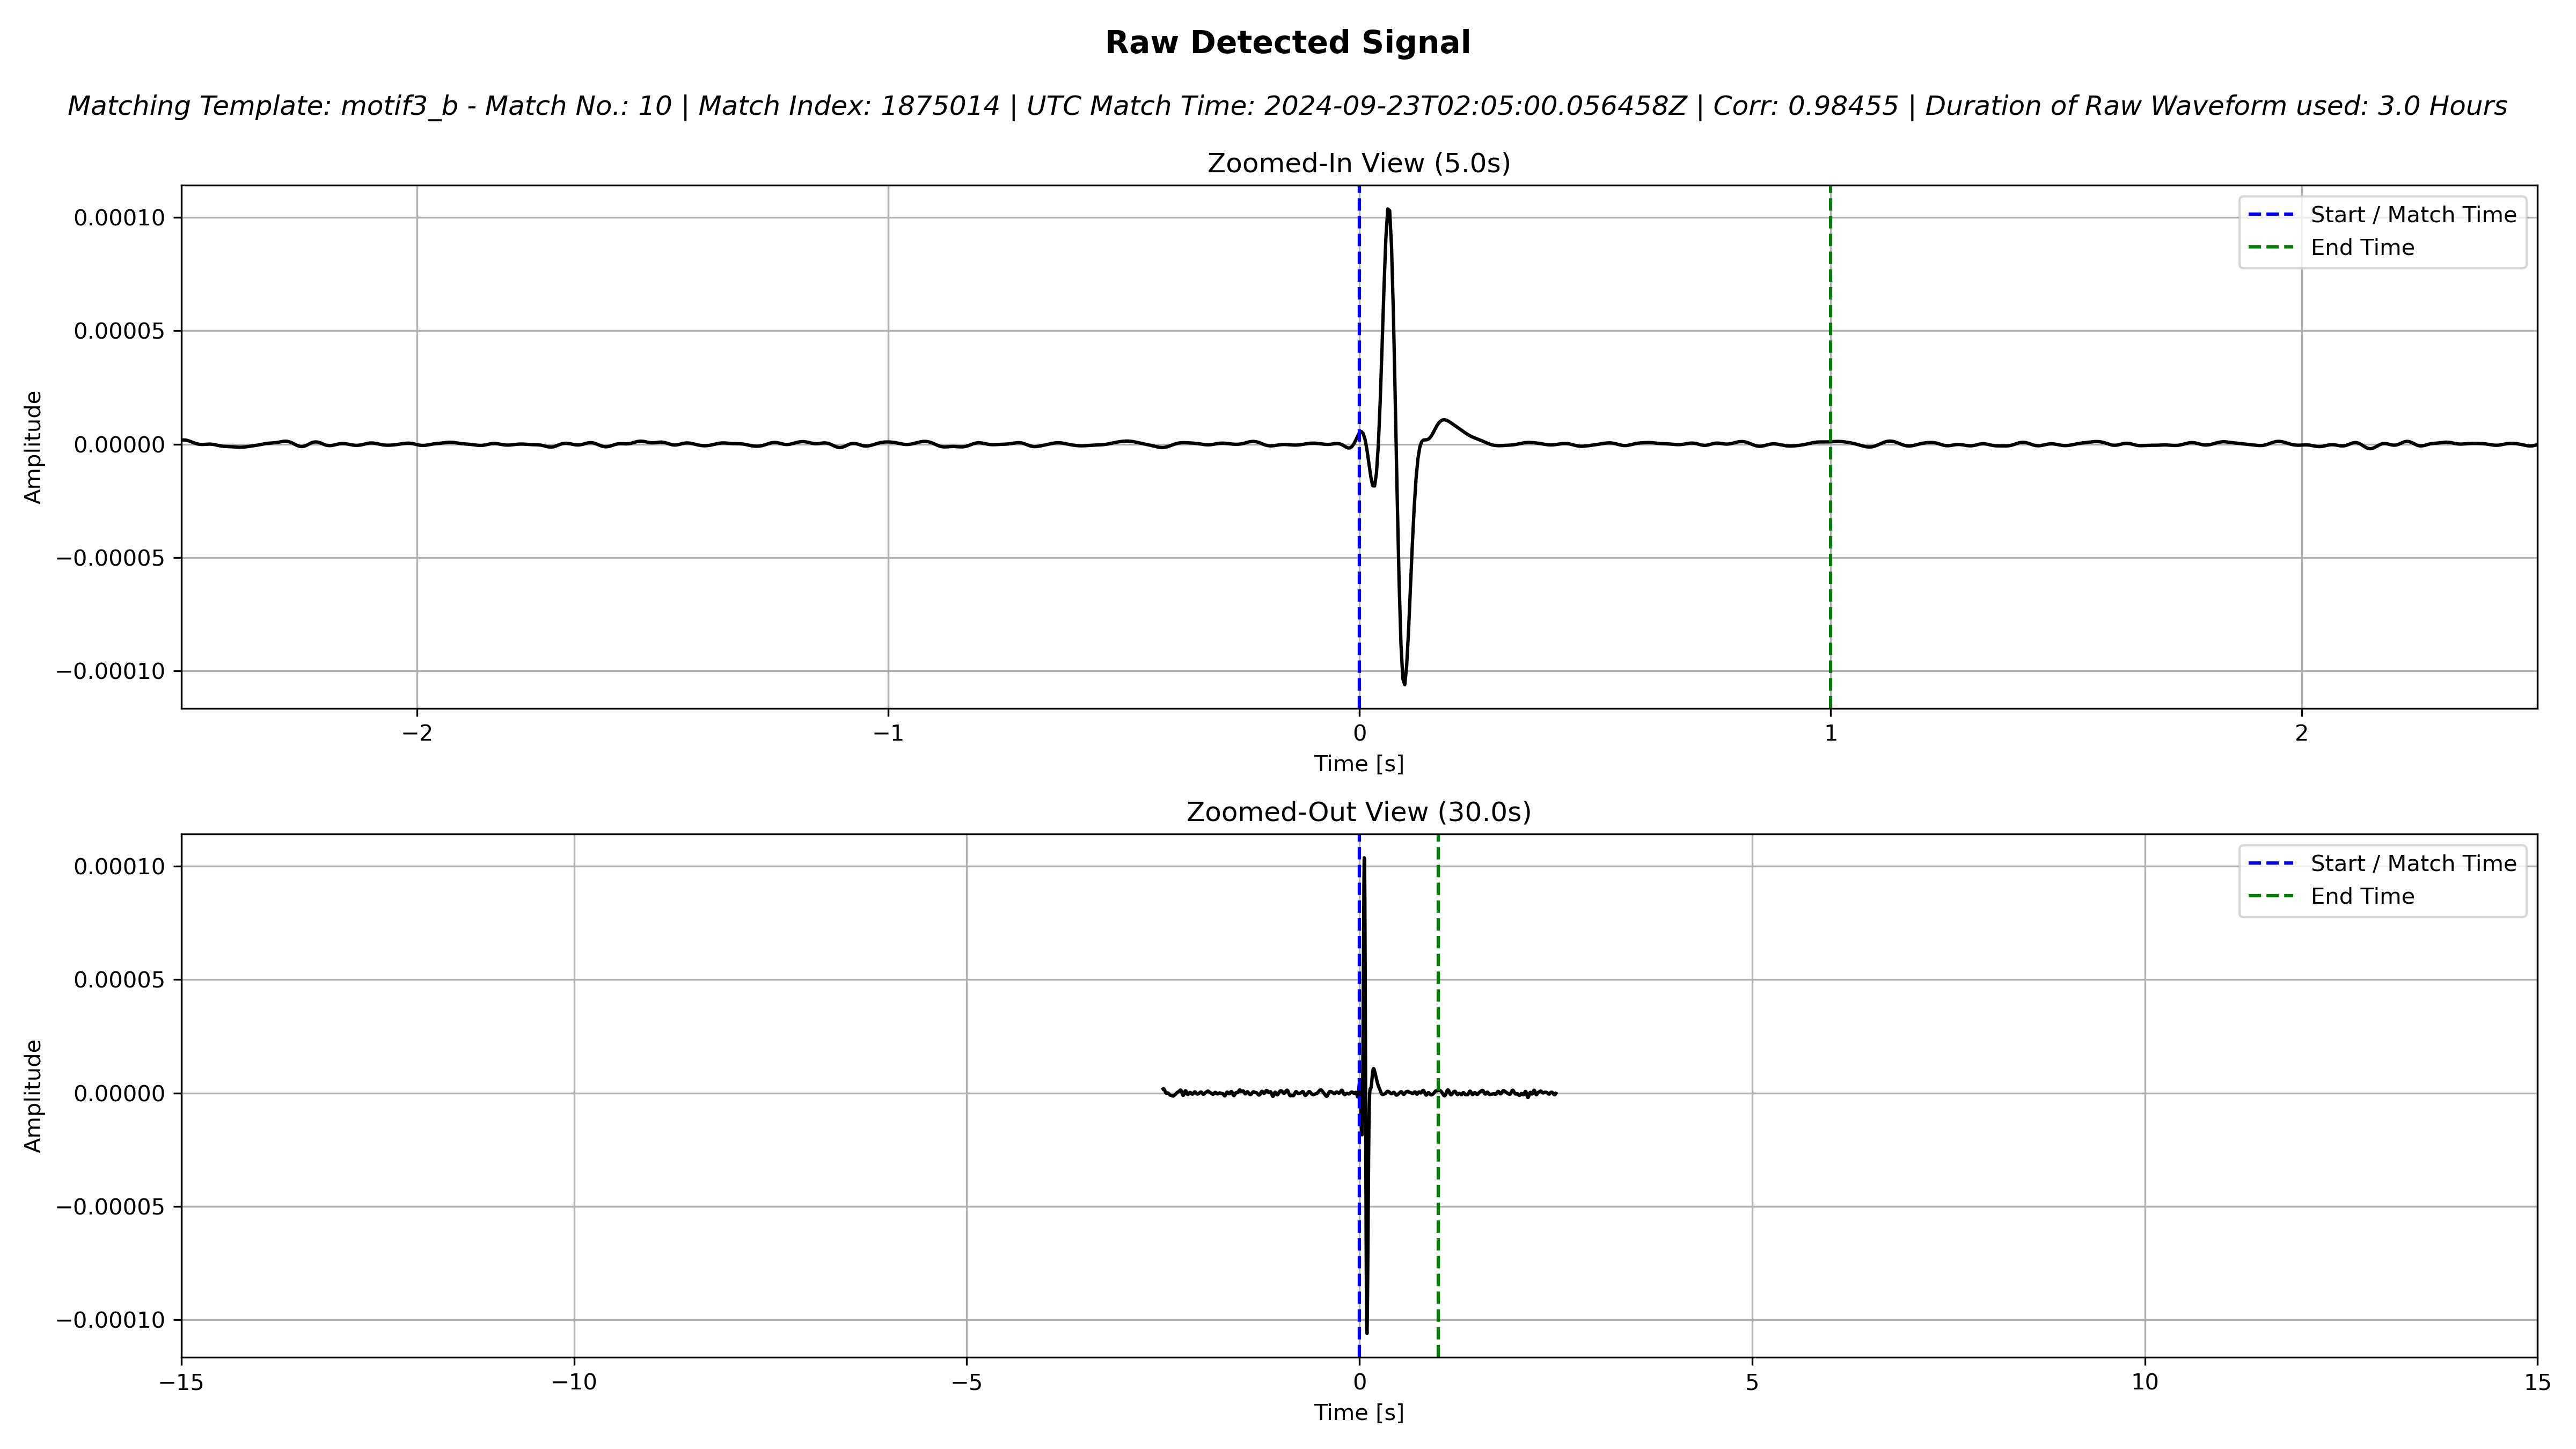 Raw Detected Signal
Matching Template: motif3_b - Match No.: 10 | Match Index: 1875014 | UTC Match Time: 2024-09-23T02:05:00.056458Z | Corr: 0.98455 | Duration of Raw Waveform used: 3.0 Hours
Zoomed-In View (5.0s)
Amplitude
0.00010
0.00005
0.00000
−0.00005
−0.00010
Start / Match Time
End Time
−2
−1
0
1
2
Time [s]
Zoomed-Out View (30.0s)
Amplitude
0.00010
0.00005
0.00000
−0.00005
−0.00010
Start / Match Time
End Time
−15
−10
−5
0
5
10
15
Time [s]